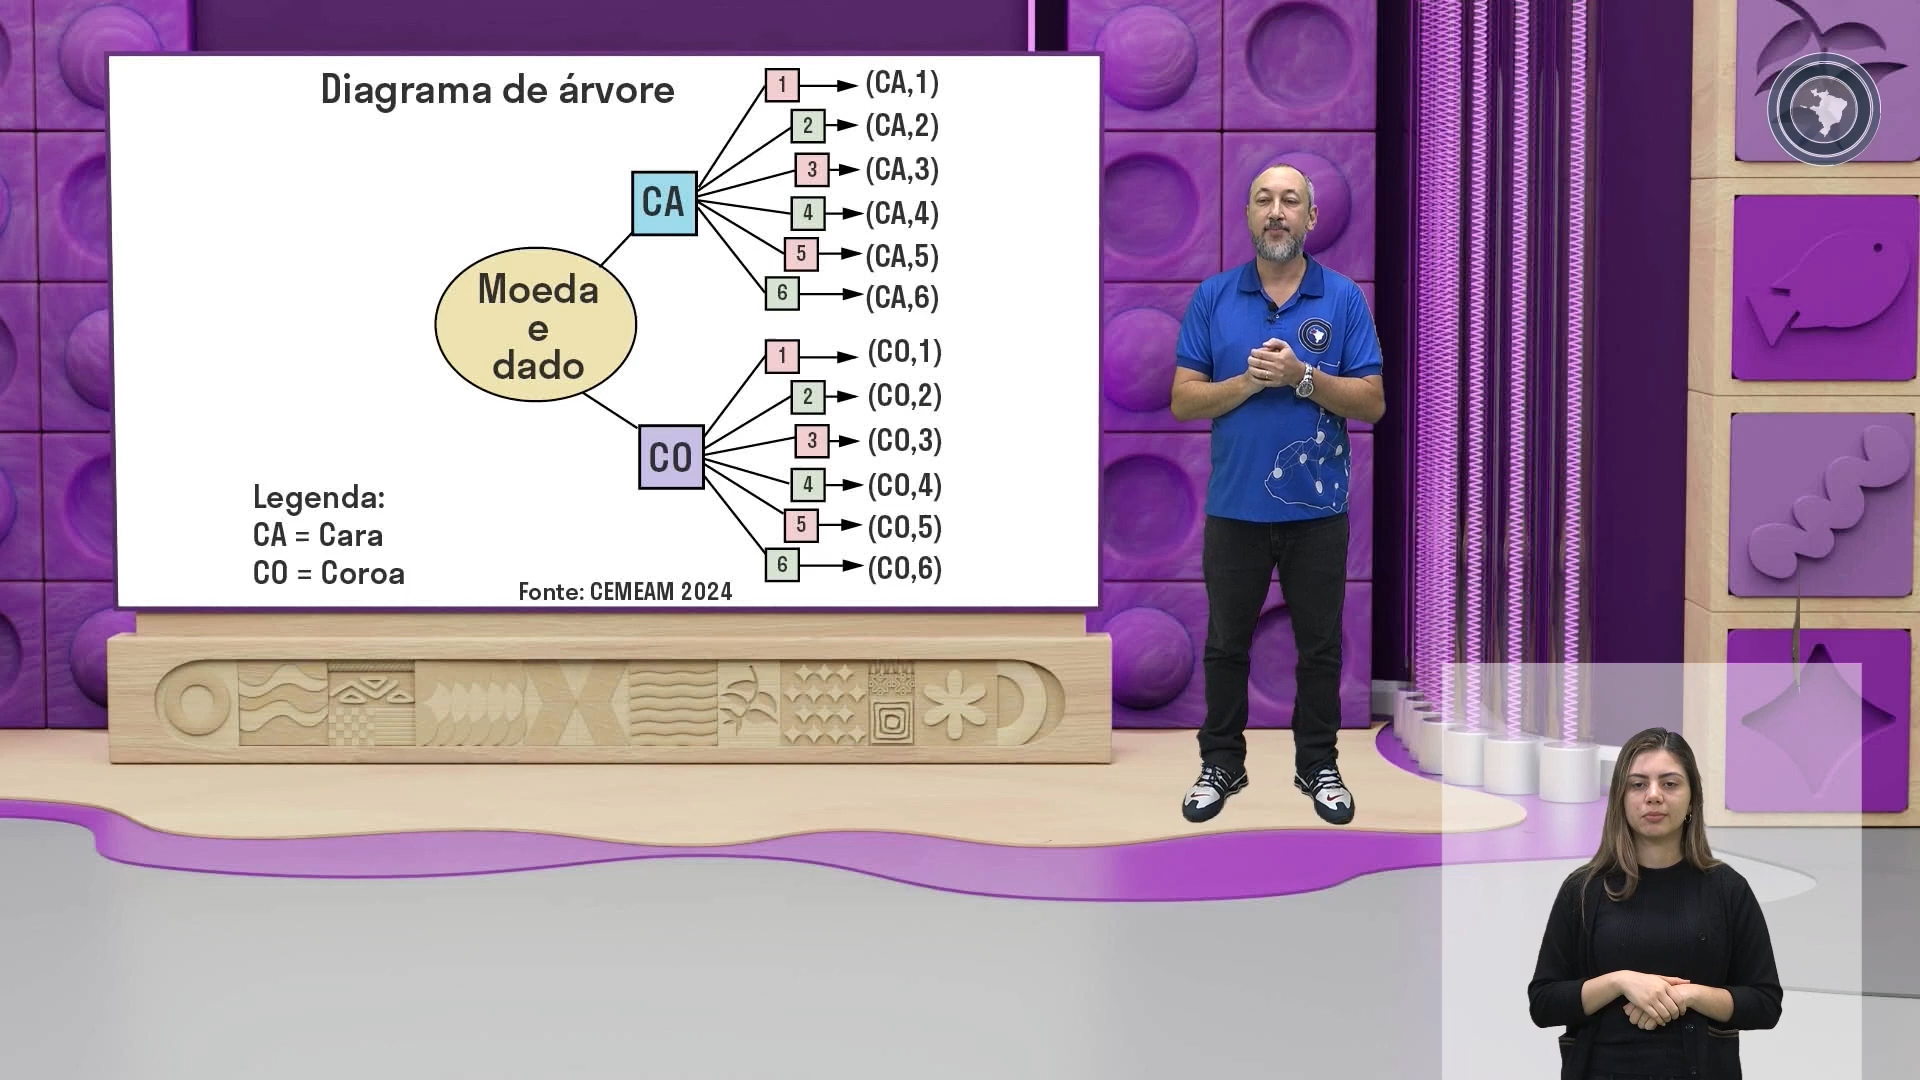 Diagrama de árvore
Moeda
e
dado
CA
1 (CA,1)
2 (CA,2)
3 (CA,3)
4 (CA,4)
5 (CA,5)
6 (CA,6)
CO
1 (CO,1)
2 (CO,2)
3 (CO,3)
4 (CO,4)
5 (CO,5)
6 (CO,6)
Legenda:
CA = Cara
CO = Coroa
Fonte: CEMEAM 2024